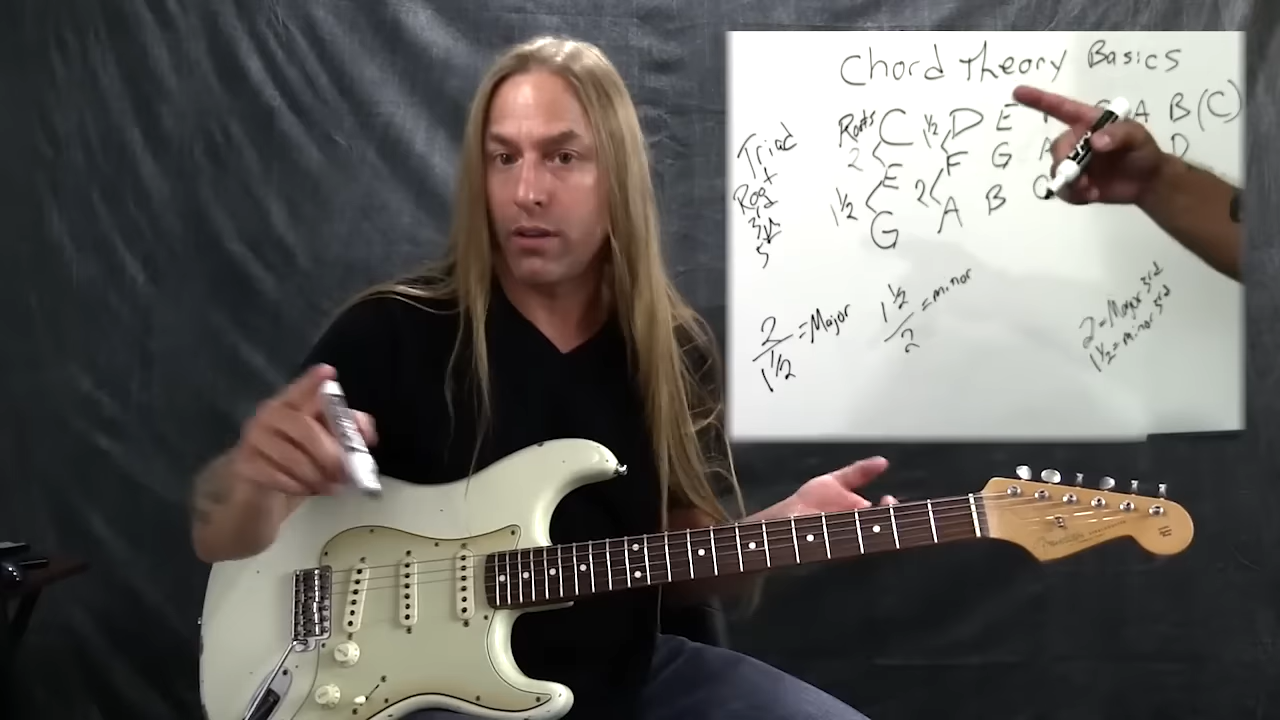 Chord Theory Basics
Roots C 1½ D E A B (C)
Triad 2 F G A D
Root E
3rd 1½ 2 A B
5 G
2 = Major
1½
1½ = minor
2
2 = Major 3rd
1½ = minor 3rd